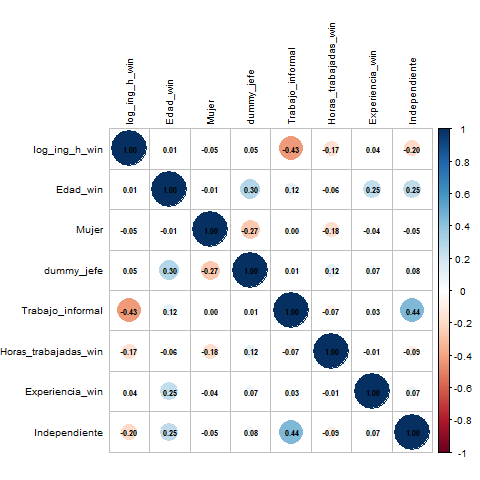 log_ing_h_win
Edad_win
Mujer
dummy_jefe
Trabajo_informal
Horas_trabajadas_win
Experiencia_win
Independiente
log_ing_h_win 1.00 0.01 -0.05 0.05 -0.43 -0.17 0.04 -0.20
Edad_win 0.01 1.00 -0.01 0.30 0.12 -0.06 0.25 0.25
Mujer -0.05 -0.01 1.00 -0.27 0.00 -0.18 -0.04 -0.05
dummy_jefe 0.05 0.30 -0.27 1.00 0.01 0.12 0.07 0.08
Trabajo_informal -0.43 0.12 0.00 0.01 1.00 -0.07 0.03 0.44
Horas_trabajadas_win -0.17 -0.06 -0.18 0.12 -0.07 1.00 -0.01 -0.09
Experiencia_win 0.04 0.25 -0.04 0.07 0.03 -0.01 1.00 0.07
Independiente -0.20 0.25 -0.05 0.08 0.44 -0.09 0.07 1.00
1
0.8
0.6
0.4
0.2
0
-0.2
-0.4
-0.6
-0.8
-1